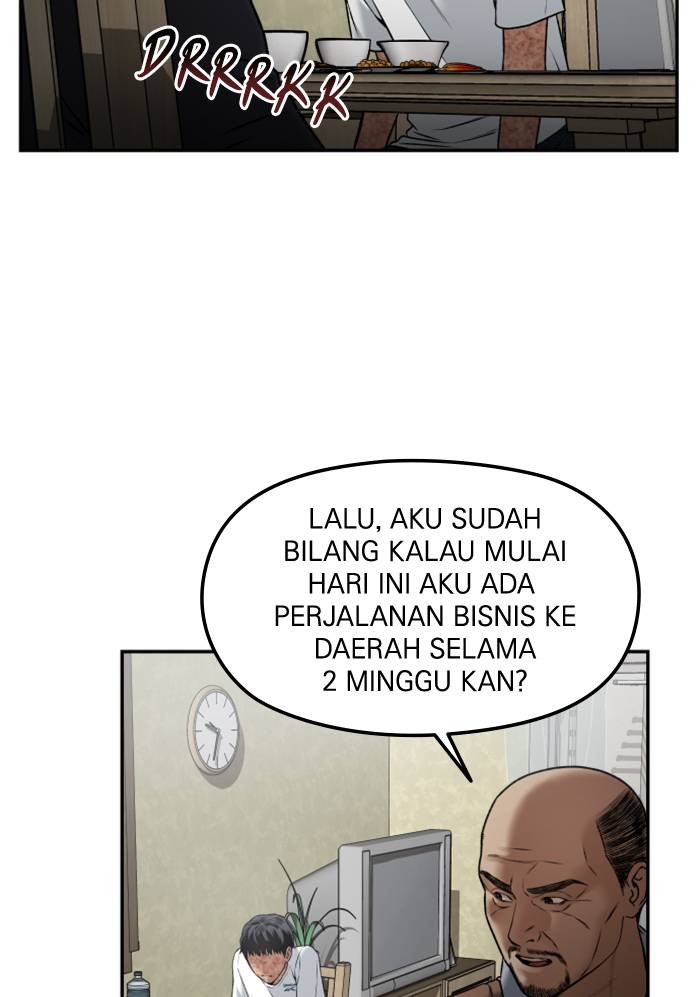 DRRRKK
LALU, AKU SUDAH
BILANG KALAU MULAI
HARI INI AKU ADA
PERJALANAN BISNIS KE
DAERAH SELAMA
2 MINGGU KAN?